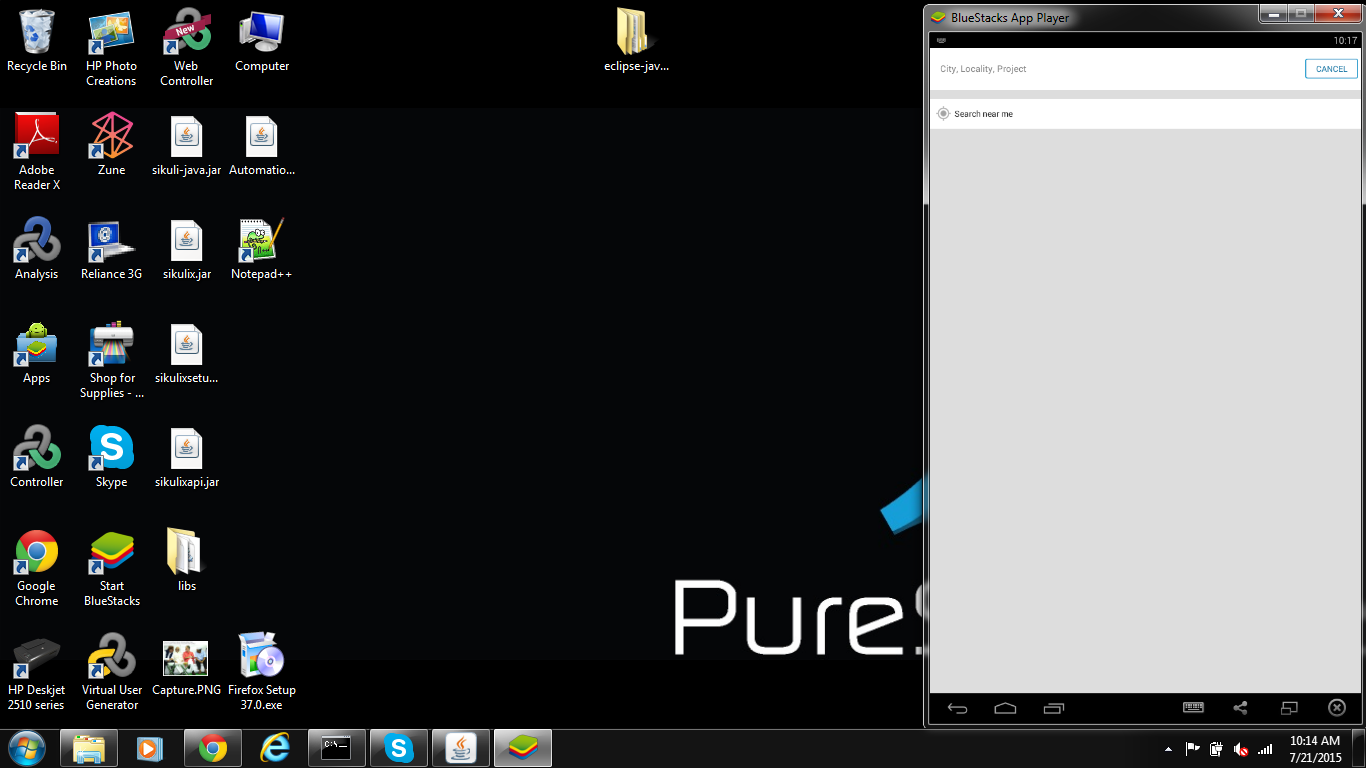 Recycle Bin
HP Photo
Creations
New
Web
Controller
Computer
eclipse-jav...
Adobe
Reader X
Zune
sikuli-java.jar
Automatio...
Analysis
Reliance 3G
sikulix.jar
Notepad++
Apps
Shop for
Supplies - ...
sikulixsetu...
Controller
Skype
sikulixapi.jar
Google
Chrome
Start
BlueStacks
libs
HP Deskjet
2510 series
Virtual User
Generator
Capture.PNG
Firefox Setup
37.0.exe
PureS
BlueStacks App Player
10:17
City, Locality, Project
CANCEL
Search near me
C:\_
10:14 AM
7/21/2015